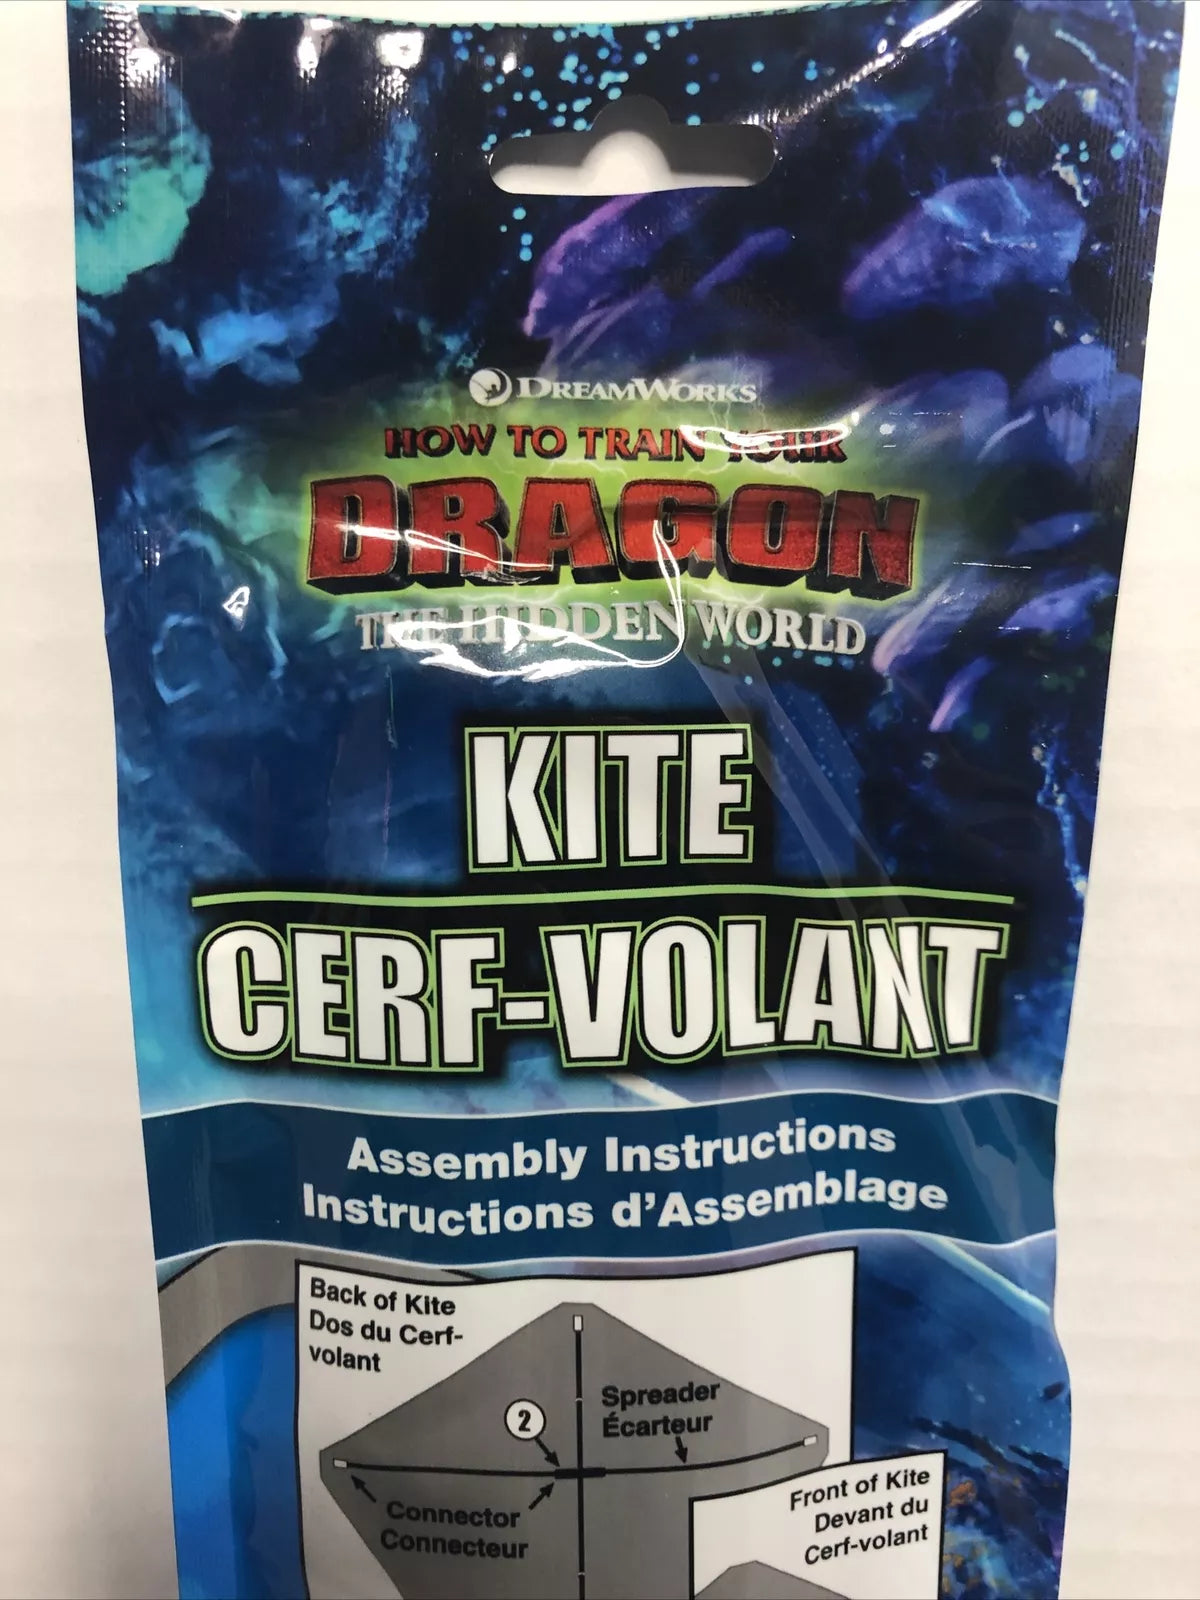 DREAMWORKS
HOW TO TRAIN YOUR
DRAGON
THE HIDDEN WORLD
KITE
CERF-VOLANT
Assembly Instructions
Instructions d'Assemblage
Back of Kite
Dos du Cerf-
volant
2
Spreader
Écarteur
Connector
Connecteur
Front of Kite
Devant du
Cerf-volant